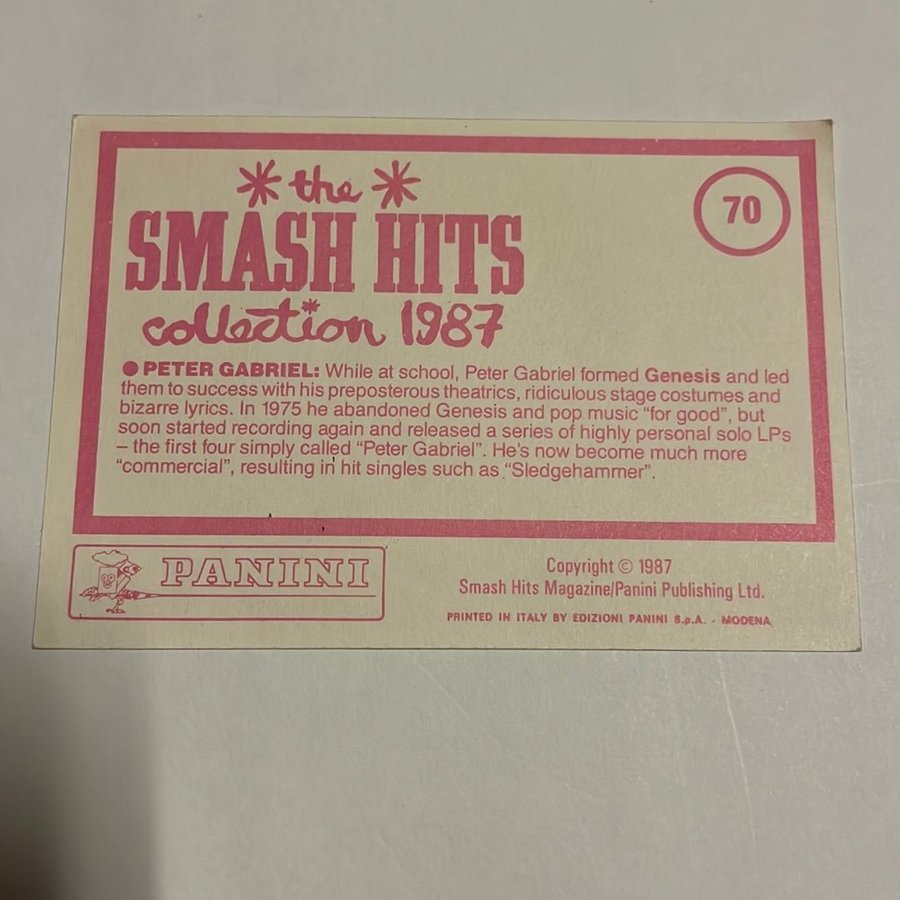 the
SMASH HITS
collection 1987
70
● PETER GABRIEL: While at school, Peter Gabriel formed Genesis and led
them to success with his preposterous theatrics, ridiculous stage costumes and
bizarre lyrics. In 1975 he abandoned Genesis and pop music “for good”, but
soon started recording again and released a series of highly personal solo LPs
– the first four simply called “Peter Gabriel”. He's now become much more
“commercial”, resulting in hit singles such as “Sledgehammer”.
PANINI
Copyright © 1987
Smash Hits Magazine/Panini Publishing Ltd.
PRINTED IN ITALY BY EDIZIONI PANINI S.p.A. - MODENA